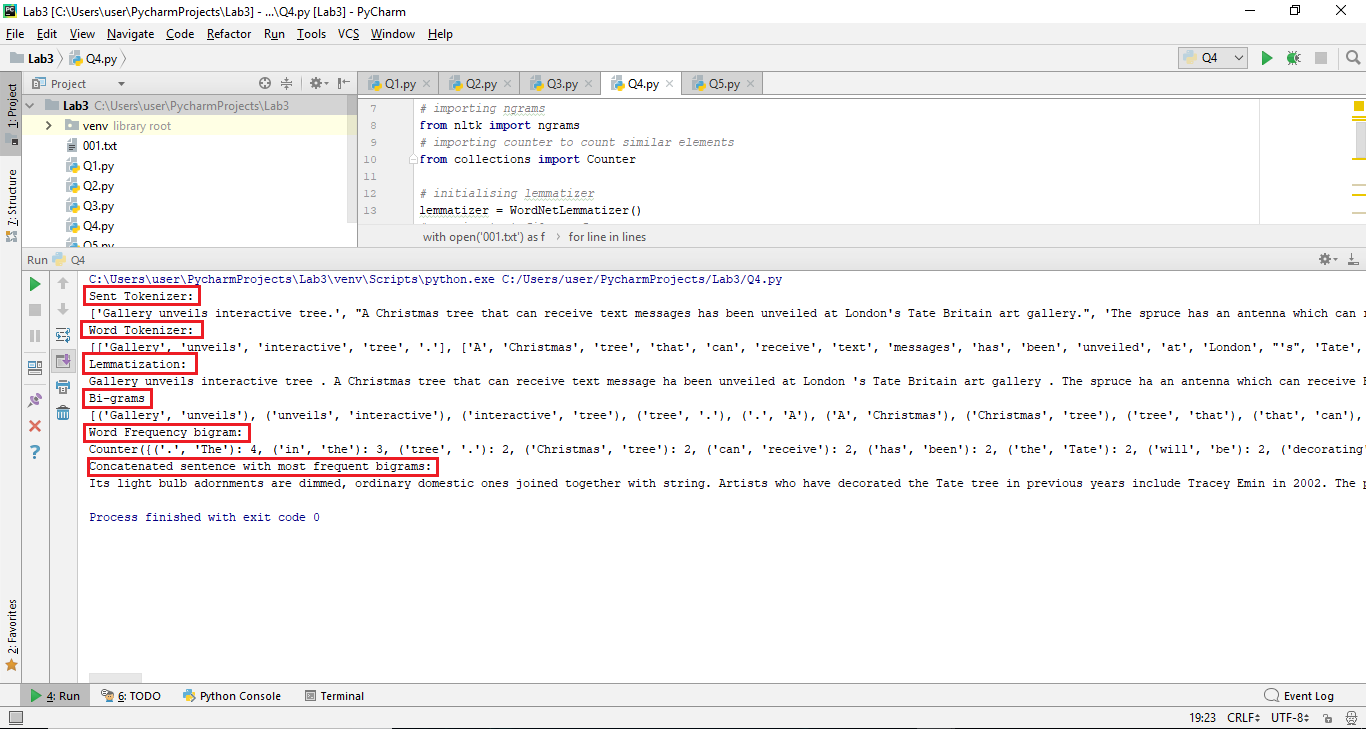 Lab3 [C:\Users\user\PycharmProjects\Lab3] - ...\Q4.py [Lab3] - PyCharm
File Edit View Navigate Code Refactor Run Tools VCS Window Help
Lab3 Q4.py Q4
1: Project
7: Structure
2: Favorites
Project
Lab3 C:\Users\user\PycharmProjects\Lab3
venv library root
001.txt
Q1.py
Q2.py
Q3.py
Q4.py
Q5.py
Q1.py Q2.py Q3.py Q4.py Q5.py
7 # importing ngrams
8 from nltk import ngrams
9 # importing counter to count similar elements
10 from collections import Counter
11
12 # initialising lemmatizer
13 lemmatizer = WordNetLemmatizer()
with open('001.txt') as f for line in lines
Run Q4
C:\Users\user\PycharmProjects\Lab3\venv\Scripts\python.exe C:/Users/user/PycharmProjects/Lab3/Q4.py
Sent Tokenizer:
['Gallery unveils interactive tree.', "A Christmas tree that can receive text messages has been unveiled at London's Tate Britain art gallery.", 'The spruce has an antenna which can
Word Tokenizer:
[['Gallery', 'unveils', 'interactive', 'tree', '.'], ['A', 'Christmas', 'tree', 'that', 'can', 'receive', 'text', 'messages', 'has', 'been', 'unveiled', 'at', 'London', "'s", 'Tate',
Lemmatization:
Gallery unveils interactive tree . A Christmas tree that can receive text message ha been unveiled at London 's Tate Britain art gallery . The spruce ha an antenna which can receive
Bi-grams
[('Gallery', 'unveils'), ('unveils', 'interactive'), ('interactive', 'tree'), ('tree', '.'), ('.', 'A'), ('A', 'Christmas'), ('Christmas', 'tree'), ('tree', 'that'), ('that', 'can'),
Word Frequency bigram:
Counter({('.', 'The'): 4, ('in', 'the'): 3, ('tree', '.'): 2, ('Christmas', 'tree'): 2, ('can', 'receive'): 2, ('has', 'been'): 2, ('the', 'Tate'): 2, ('will', 'be'): 2, ('decorating'
Concatenated sentence with most frequent bigrams:
Its light bulb adornments are dimmed, ordinary domestic ones joined together with string. Artists who have decorated the Tate tree in previous years include Tracey Emin in 2002. The
Process finished with exit code 0
4: Run 6: TODO Python Console Terminal Event Log
19:23 CRLF UTF-8